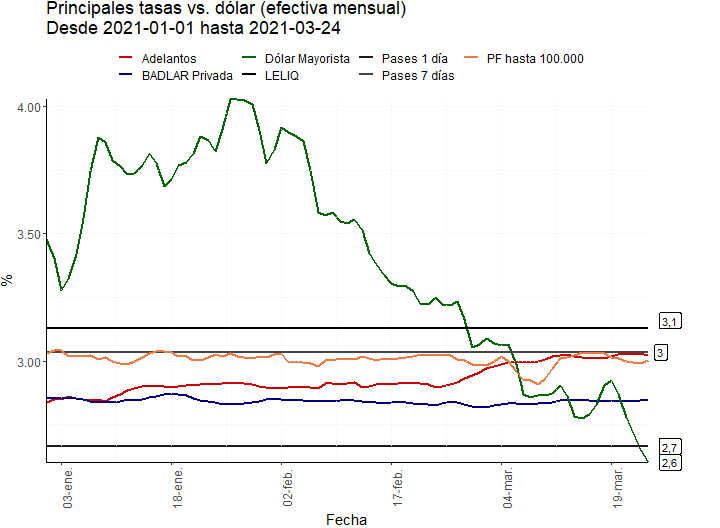 Principales tasas vs. dólar (efectiva mensual)
Desde 2021-01-01 hasta 2021-03-24
Adelantos Dólar Mayorista Pases 1 día PF hasta 100.000
BADLAR Privada LELIQ Pases 7 días
4.00
3.50
3.00
%
3,1
3
2,7
2,6
03-ene. 18-ene. 02-feb. 17-feb. 04-mar. 19-mar.
Fecha